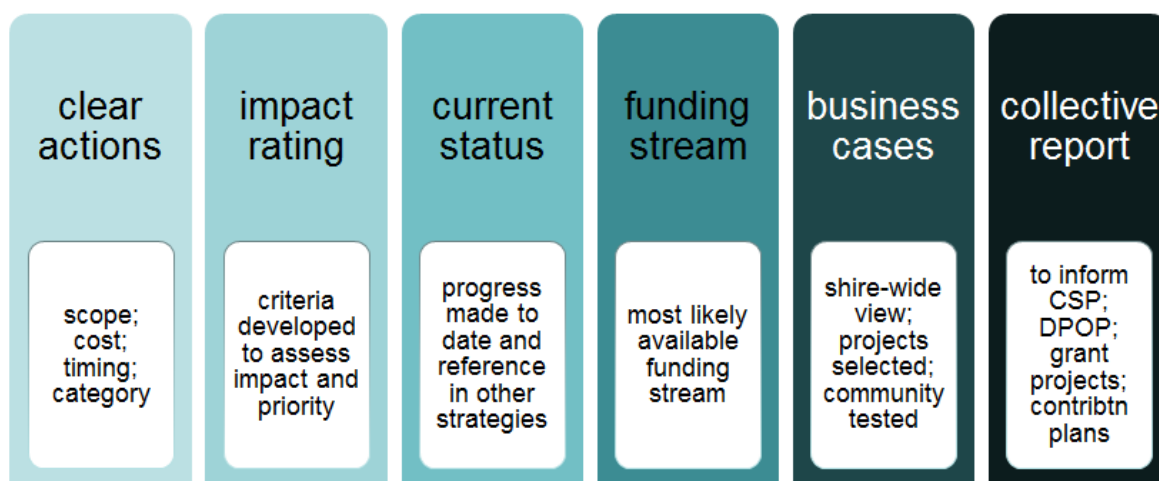 clear
actions
scope;
cost;
timing;
category
impact
rating
criteria
developed
to assess
impact and
priority
current
status
progress
made to
date and
reference
in other
strategies
funding
stream
most likely
available
funding
stream
business
cases
shire-wide
view;
projects
selected;
community
tested
collective
report
to inform
CSP;
DPOP;
grant
projects;
contribtn
plans